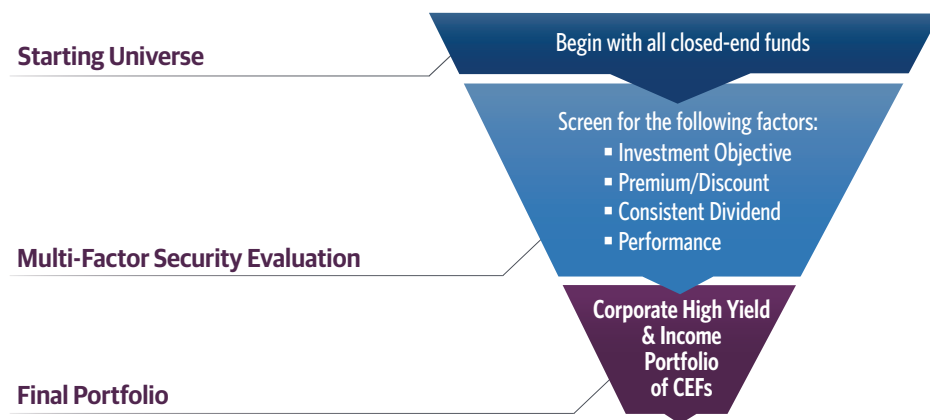 Starting Universe
Begin with all closed-end funds
Screen for the following factors:
▪ Investment Objective
▪ Premium/Discount
▪ Consistent Dividend
▪ Performance
Multi-Factor Security Evaluation
Corporate High Yield
& Income
Portfolio
of CEFs
Final Portfolio